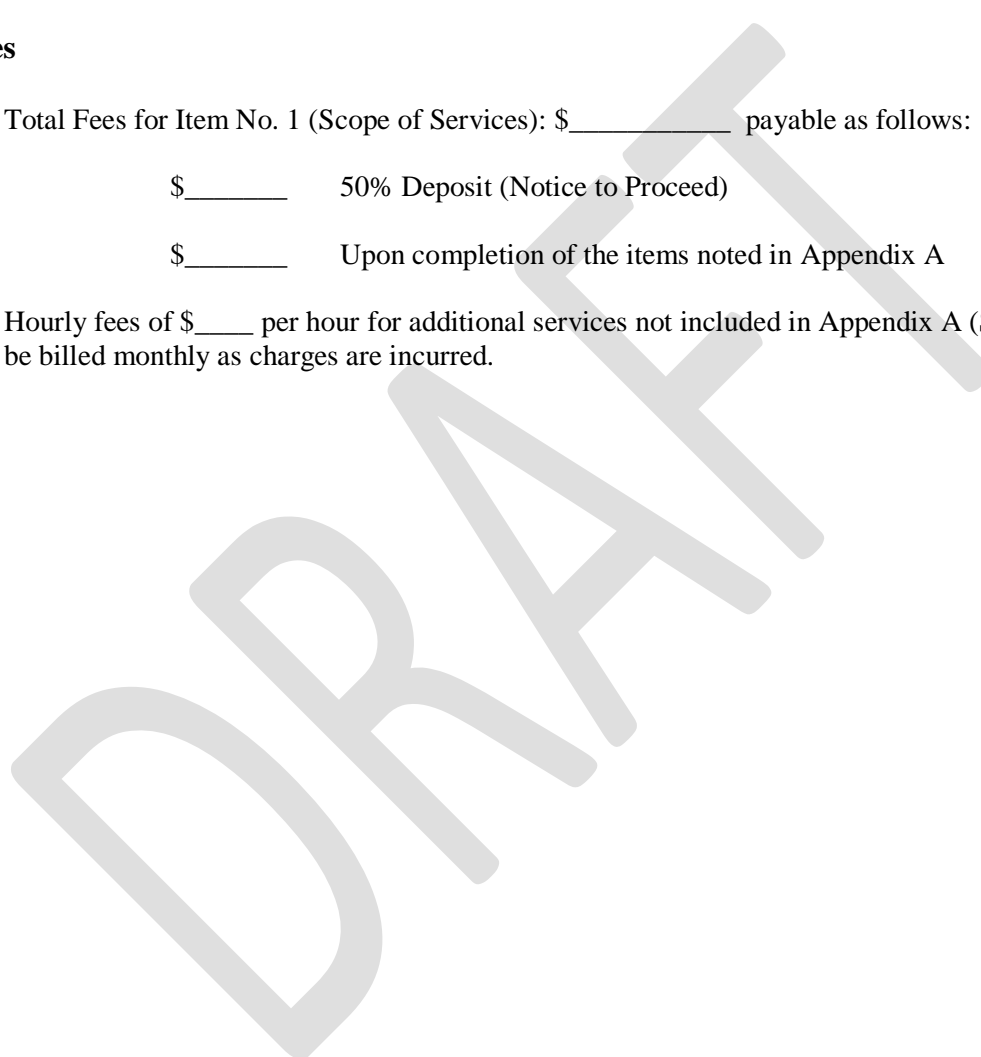 es
Total Fees for Item No. 1 (Scope of Services): $___________ payable as follows:
$_______ 50% Deposit (Notice to Proceed)
$_______ Upon completion of the items noted in Appendix A
Hourly fees of $____ per hour for additional services not included in Appendix A (
be billed monthly as charges are incurred.
DRAFT